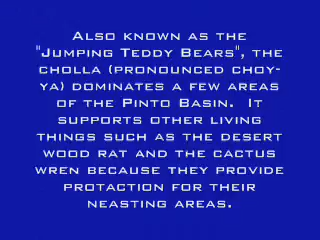 Also known as the
"Jumping Teddy Bears", the
cholla (pronounced choy-
ya) dominates a few areas
of the Pinto Basin. It
supports other living
things such as the desert
wood rat and the cactus
wren because they provide
protaction for their
neasting areas.